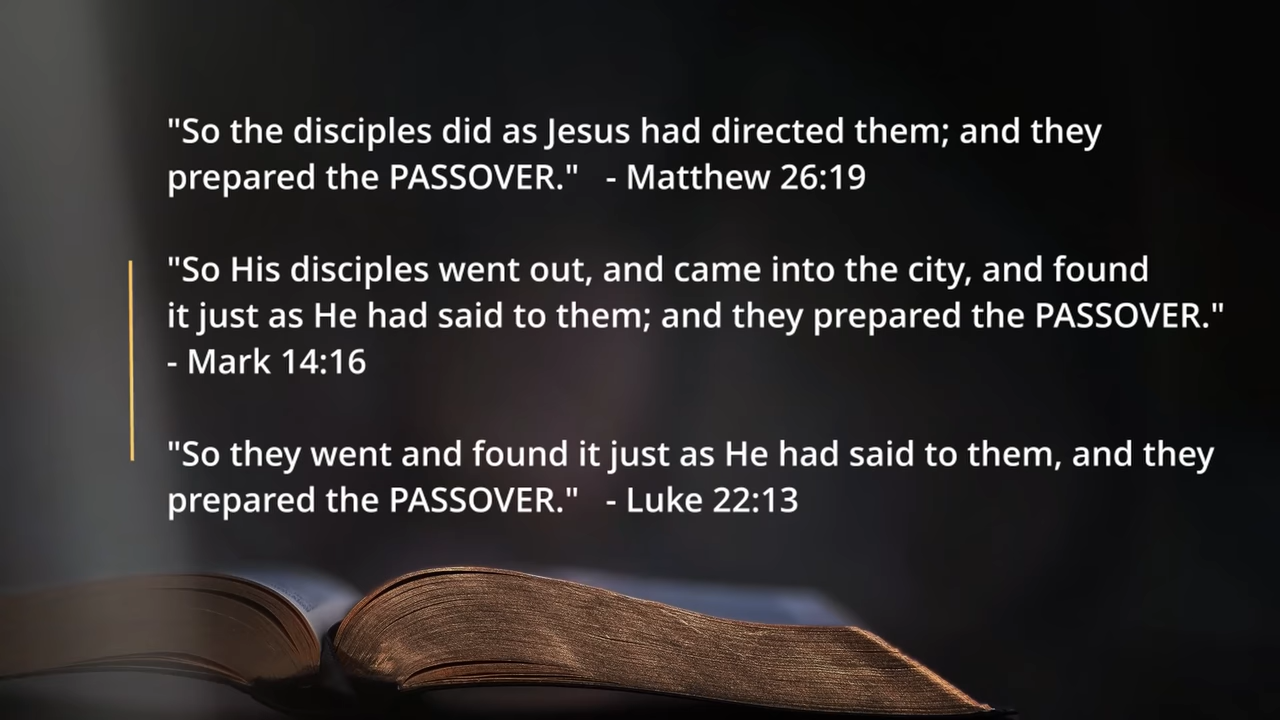 "So the disciples did as Jesus had directed them; and they
prepared the PASSOVER." - Matthew 26:19
"So His disciples went out, and came into the city, and found
it just as He had said to them; and they prepared the PASSOVER."
- Mark 14:16
"So they went and found it just as He had said to them, and they
prepared the PASSOVER." - Luke 22:13